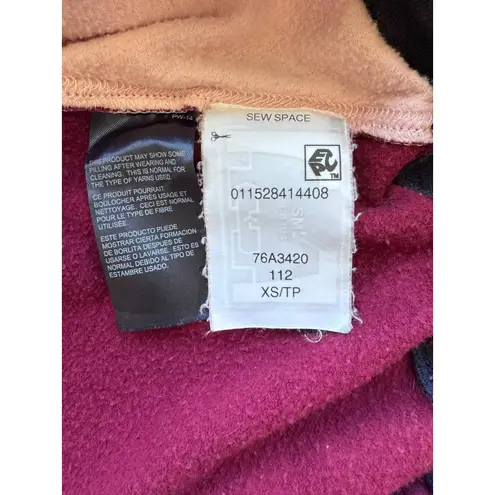 PW-14
THIS PRODUCT MAY SHOW SOME
PILLING AFTER WEARING AND
CLEANING. THIS IS NORMAL FOR
THE TYPE OF YARNS USED.
CE PRODUIT POURRAIT
BOULOCHER APRÈS USAGE ET
NETTOYAGE. CECI EST NORMAL
POUR LE TYPE DE FIBRE
UTILISÉE.
ESTE PRODUCTO PUEDE
MOSTRAR CIERTA FORMACION
DE BORLITA DESPUES DE
USARSE O LAVARSE. ESTO ES
NORMAL DEBIDO AL TIPO DE
ESTAMBRE USADO.
SEW SPACE
EPC
TM
011528414408
76A3420
112
XS/TP